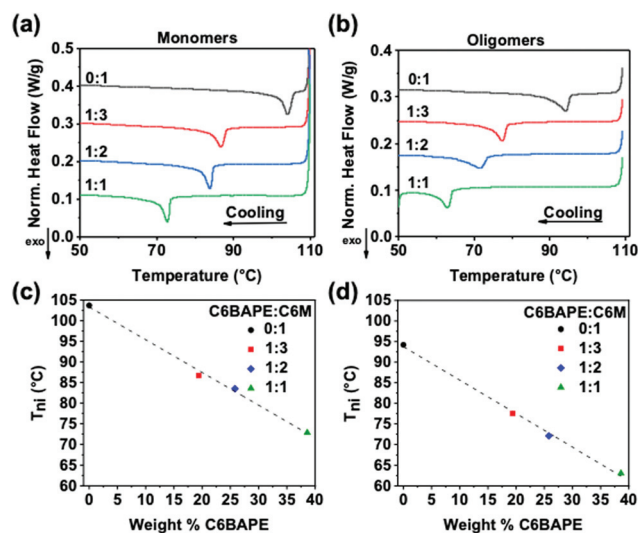 (a)
Monomers
Norm. Heat Flow (W/g)
0.5
0.4
0.3
0.2
0.1
0.0
0:1
1:3
1:2
1:1
Cooling
exo
50 70 90 110
Temperature (°C)
(b)
Oligomers
Norm. Heat Flow (W/g)
0.4
0.3
0.2
0.1
0.0
0:1
1:3
1:2
1:1
Cooling
exo
50 70 90 110
Temperature (°C)
(c)
Tni (°C)
105
100
95
90
85
80
75
70
65
60
C6BAPE:C6M
0:1
1:3
1:2
1:1
0 5 10 15 20 25 30 35 40
Weight % C6BAPE
(d)
Tni (°C)
105
100
95
90
85
80
75
70
65
60
C6BAPE:C6M
0:1
1:3
1:2
1:1
0 5 10 15 20 25 30 35 40
Weight % C6BAPE